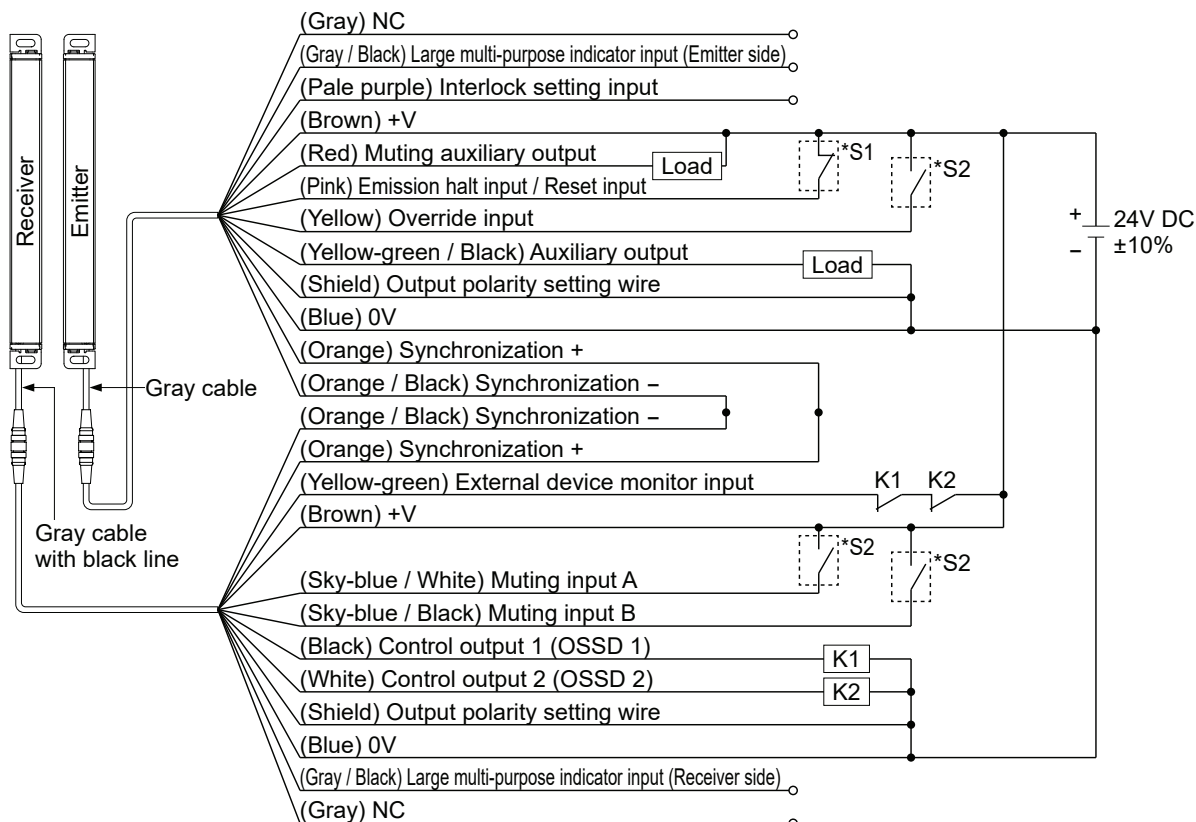 Receiver
Emitter
Gray cable
Gray cable
with black line
(Gray) NC
(Gray / Black) Large multi-purpose indicator input (Emitter side)
(Pale purple) Interlock setting input
(Brown) +V
(Red) Muting auxiliary output
Load
(Pink) Emission halt input / Reset input
*S1
*S2
(Yellow) Override input
(Yellow-green / Black) Auxiliary output
Load
(Shield) Output polarity setting wire
(Blue) 0V
+
−
24V DC
±10%
(Orange) Synchronization +
(Orange / Black) Synchronization −
(Orange / Black) Synchronization −
(Orange) Synchronization +
(Yellow-green) External device monitor input
K1
K2
(Brown) +V
*S2
*S2
(Sky-blue / White) Muting input A
(Sky-blue / Black) Muting input B
(Black) Control output 1 (OSSD 1)
K1
(White) Control output 2 (OSSD 2)
K2
(Shield) Output polarity setting wire
(Blue) 0V
(Gray / Black) Large multi-purpose indicator input (Receiver side)
(Gray) NC